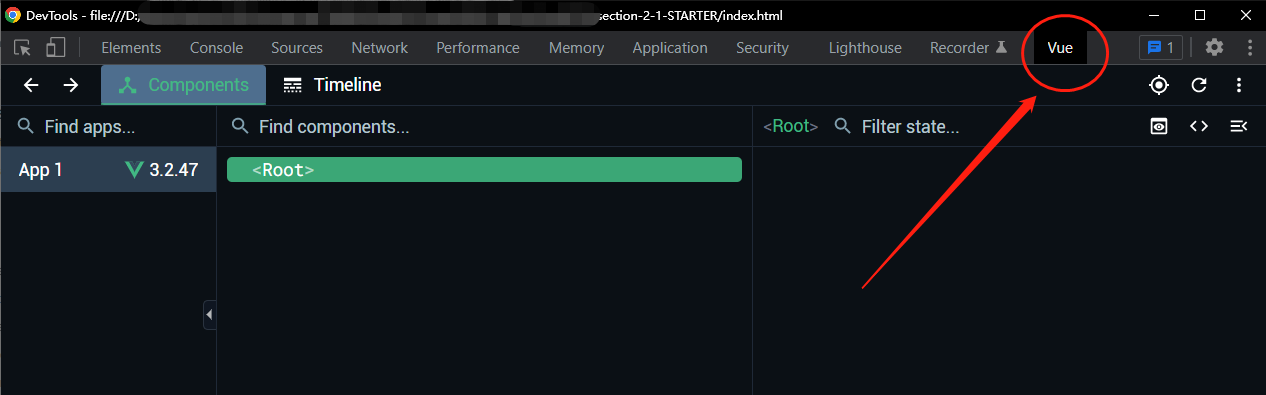 DevTools - file:///D:/ section-2-1-STARTER/index.html
Elements Console Sources Network Performance Memory Application Security Lighthouse Recorder Vue 1
Components Timeline
Find apps... Find components... <Root> Filter state...
App 1 3.2.47 <Root>